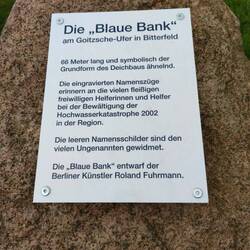 Die „Blaue Bank“
am Goitzsche-Ufer in Bitterfeld
66 Meter lang und symbolisch der
Grundform des Deichbaus ähnelnd.
Die eingravierten Namenszüge
erinnern an die vielen fleißigen
freiwilligen Helferinnen und Helfer
bei der Bewältigung der
Hochwasserkatastrophe 2002
in der Region.
Die leeren Namensschilder sind den
vielen Ungenannten gewidmet.
Die „Blaue Bank“ entwarf der
Berliner Künstler Roland Fuhrmann.